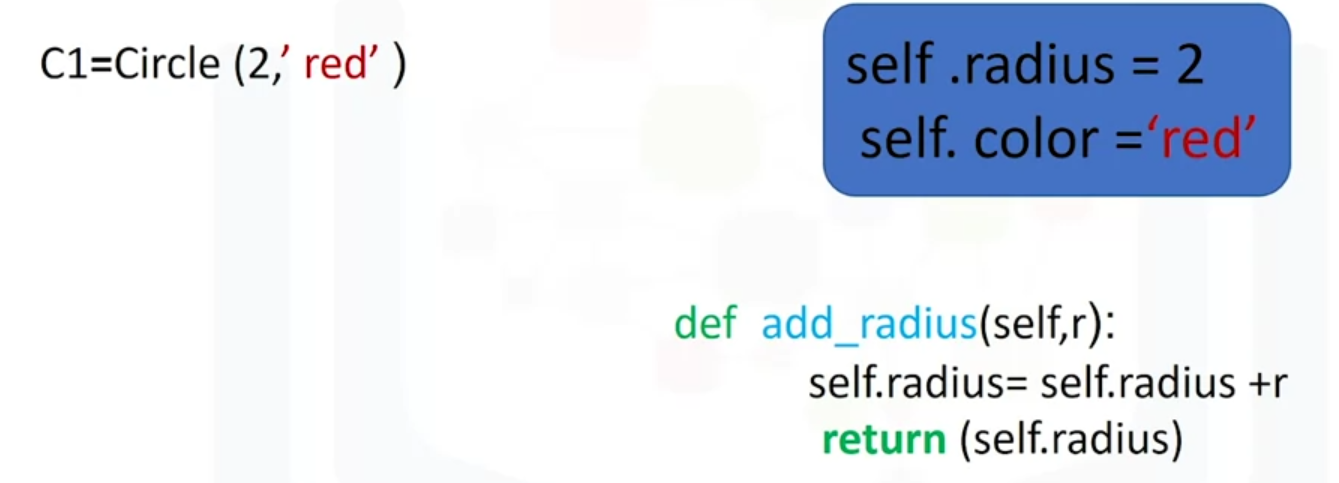 C1=Circle (2,’ red’ )
self .radius = 2
self. color =‘red’
def add_radius(self,r):
self.radius= self.radius +r
return (self.radius)